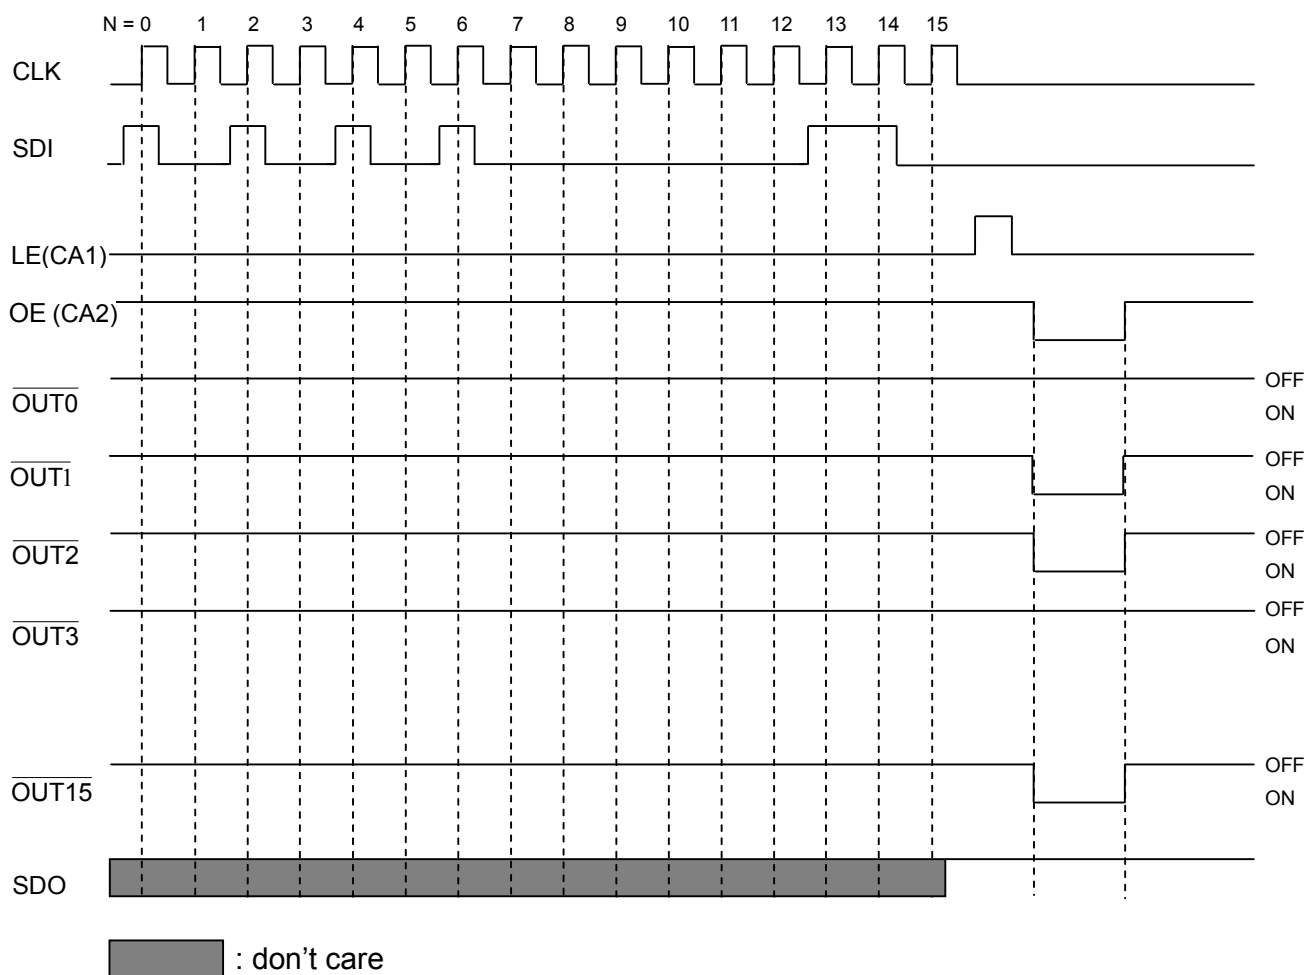 N = 0 1 2 3 4 5 6 7 8 9 10 11 12 13 14 15
CLK
SDI
LE(CA1)
OE (CA2)
OUT0
OFF
ON
OUT1
OFF
ON
OUT2
OFF
ON
OUT3
OFF
ON
OUT15
OFF
ON
SDO
: don’t care